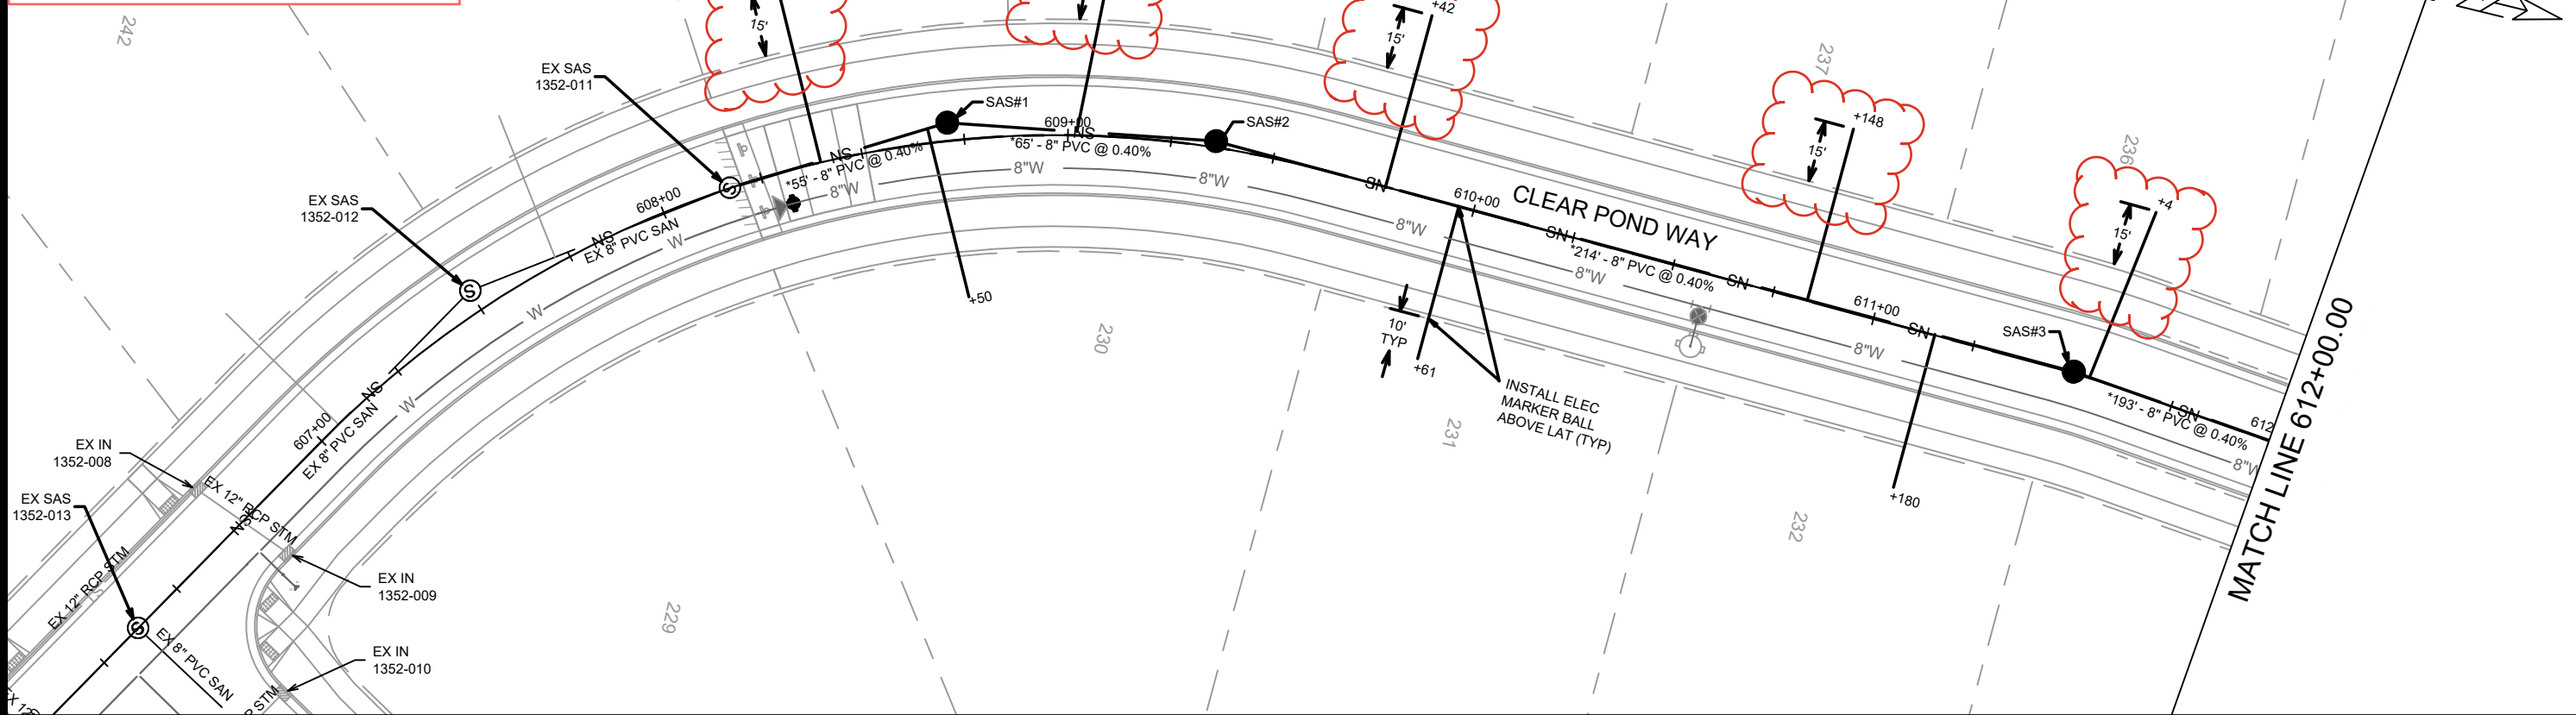 242
15'
+42
15'
237
+148
15'
236
+4
15'
EX SAS
1352-011
SAS#1
609+00
NS
SAS#2
*65' - 8" PVC @ 0.40%
NS
*55' - 8" PVC @ 0.40%
8"W
8"W
8"W
8"W
EX SAS
1352-012
608+00
NS
EX 8" PVC SAN
W
W
W
SN
610+00
CLEAR POND WAY
SN
*214' - 8" PVC @ 0.40%
8"W
SN
611+00
SN
8"W
SAS#3
*193' - 8" PVC @ 0.40%
SN
612
8"W
MATCH LINE 612+00.00
+50
230
10'
TYP
+61
INSTALL ELEC
MARKER BALL
ABOVE LAT (TYP)
231
+180
232
229
NS
607+00
EX 8" PVC SAN
EX IN
1352-008
EX 12" RCP STM
NS
EX SAS
1352-013
EX 12" RCP STM
S
S
S
EX 8" PVC SAN
EX IN
1352-009
EX IN
1352-010
P STM
EX 12"